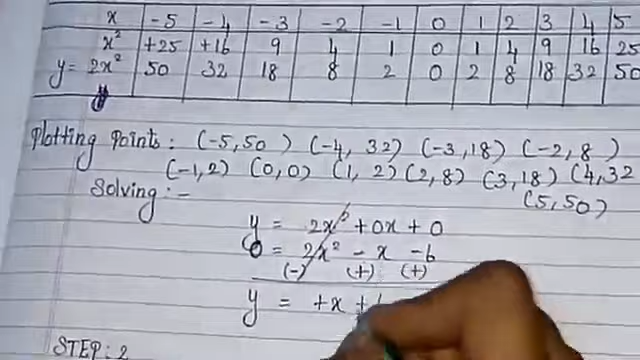 x -5 -4 -3 -2 -1 0 1 2 3 4 5
x² +25 +16 9 4 1 0 1 4 9 16 25
y=2x² 50 32 18 8 2 0 2 8 18 32 50
Plotting Points: (-5,50) (-4, 32) (-3,18) (-2,8)
(-1,2) (0,0) (1, 2) (2,8) (3,18) (4,32
(5,50)
Solving:-
y = 2x² + 0x + 0
0 = 2x² - x - 6
(-) (+) (+)
y = +x +
STEP: 2